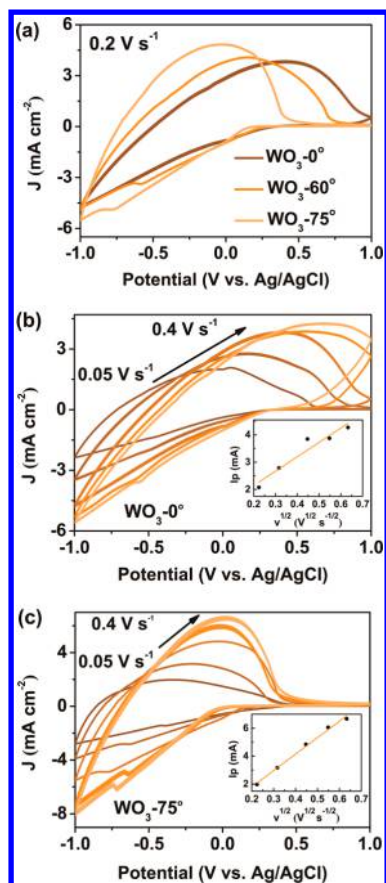 (a)
0.2 V s⁻¹
J (mA cm⁻²)
6
3
0
-3
-6
WO₃-0°
WO₃-60°
WO₃-75°
-1.0 -0.5 0.0 0.5 1.0
Potential (V vs. Ag/AgCl)
(b)
0.4 V s⁻¹
0.05 V s⁻¹
J (mA cm⁻²)
3
0
-3
-6
WO₃-0°
Ip (mA)
4
3
2
0.2 0.3 0.4 0.5 0.6 0.7
v¹/² (V¹/² s⁻¹/²)
-1.0 -0.5 0.0 0.5 1.0
Potential (V vs. Ag/AgCl)
(c)
0.4 V s⁻¹
0.05 V s⁻¹
J (mA cm⁻²)
4
0
-4
-8
WO₃-75°
Ip (mA)
6
4
2
0.2 0.3 0.4 0.5 0.6 0.7
v¹/² (V¹/² s⁻¹/²)
-1.0 -0.5 0.0 0.5 1.0
Potential (V vs. Ag/AgCl)